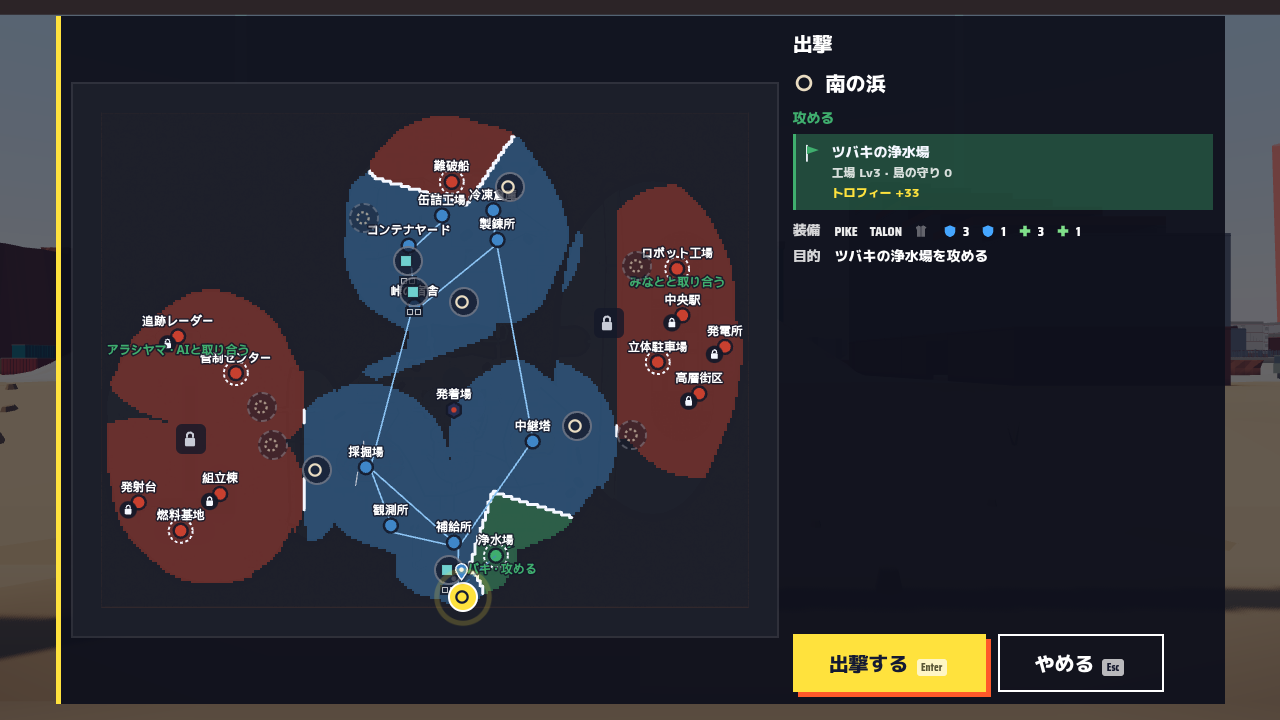 出撃
南の浜
攻める
ツバキの浄水場
工場 Lv3 - 島の守り 0
トロフィー +33
装備 PIKE TALON 3 1 3 1
目的 ツバキの浄水場を攻める
難破船
缶詰工場
冷凍倉
製錬所
コンテナヤード
舎
ロボット工場
みなとと取り合う
中央駅
発電所
立体駐車場
高層街区
追跡レーダー
アラシヤマ・AIと取り合う
管制センター
発着場
中継塔
採掘場
組立棟
発射台
燃料基地
観測所
補給所
浄水場
バキ・攻める
出撃する Enter
やめる Esc